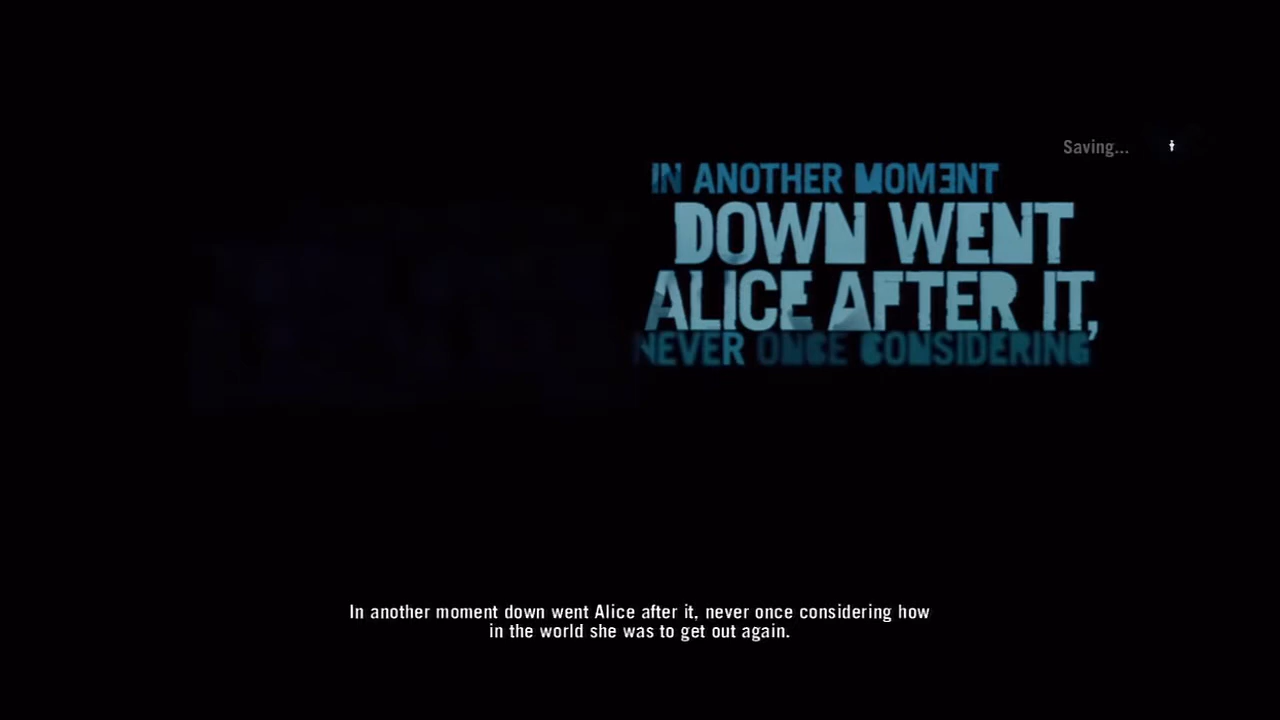 Saving...
IN ANOTHER MOMENT
DOWN WENT
ALICE AFTER IT,
NEVER ONCE CONSIDERING
In another moment down went Alice after it, never once considering how
in the world she was to get out again.